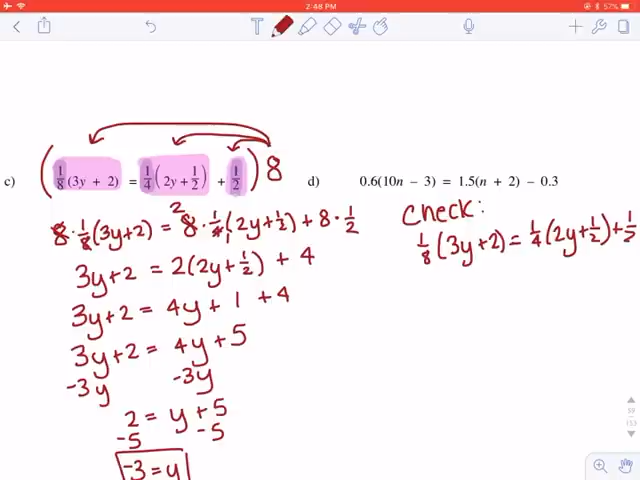 2:48 PM
57%
T
c) ( 1/8 (3y + 2) = 1/4 ( 2y + 1/2 ) + 1/2 ) 8
d) 0.6(10n − 3) = 1.5(n + 2) − 0.3
Check:
1/8 (3y+2) = 1/4 (2y+1/2) + 1/2
8 · 1/8 (3y+2) = 2 8 · 1/4 1 (2y+1/2) + 8 · 1/2
3y+2 = 2(2y+1/2) + 4
3y+2 = 4y + 1 + 4
3y+2 = 4y+5
-3y -3y
2 = y+5
-5 -5
-3=y